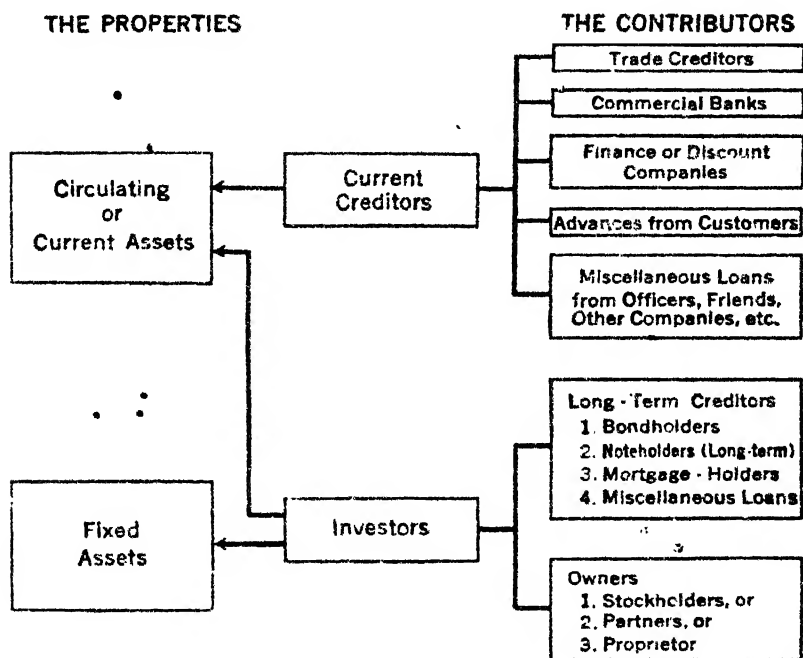 THE PROPERTIES
THE CONTRIBUTORS
Trade Creditors
Commercial Banks
Finance or Discount
Companies
Advances from Customers
Miscellaneous Loans
from Officers, Friends,
Other Companies, etc.
Circulating
or
Current Assets
Current
Creditors
Long-Term Creditors
1. Bondholders
2. Noteholders (Long-term)
3. Mortgage-Holders
4. Miscellaneous Loans
Fixed
Assets
Investors
Owners
1. Stockholders, or
2. Partners, or
3. Proprietor